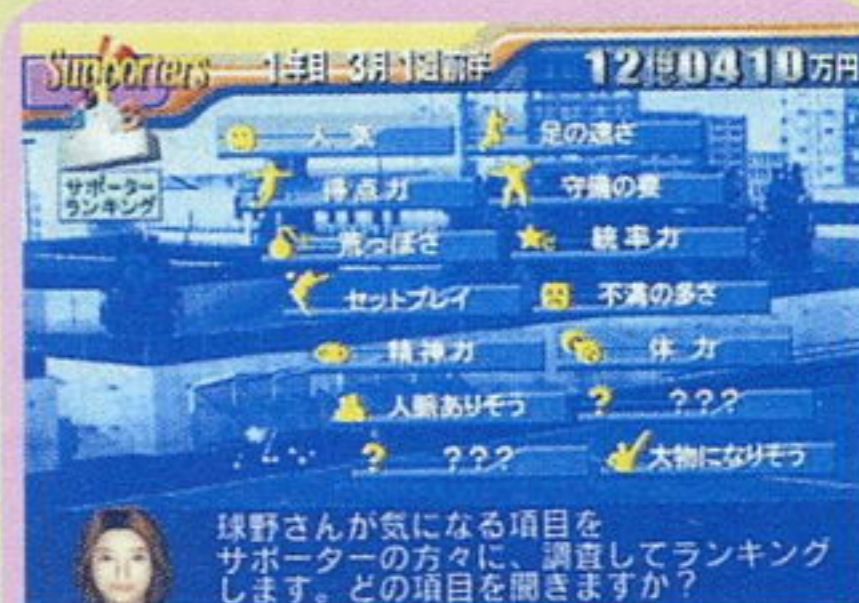 Supporters 1年目 3月 1週前半 12億0410万円
サポーター
ランキング
人気 足の速さ
得点力 守備の要
荒っぽさ 統率力
セットプレイ 不満の多さ
精神力 体力
人脈ありそう ? ???
? ??? 大物になりそう
球野さんが気になる項目を
サポーターの方々に、調査してランキング
します。どの項目を聞きますか?